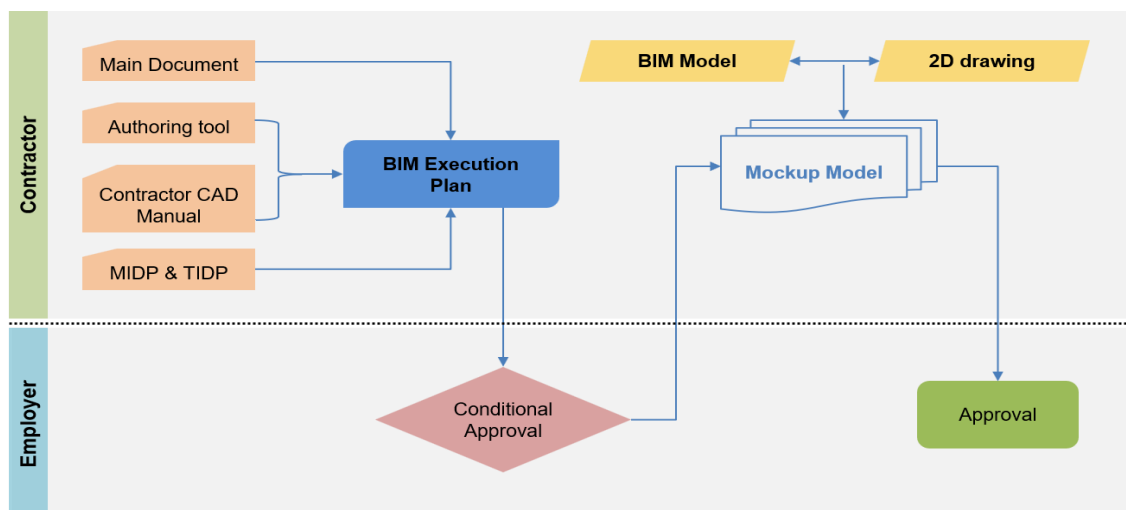 Contractor
Main Document
Authoring tool
Contractor CAD
Manual
MIDP & TIDP
BIM Execution
Plan
BIM Model
2D drawing
Mockup Model
Employer
Conditional
Approval
Approval